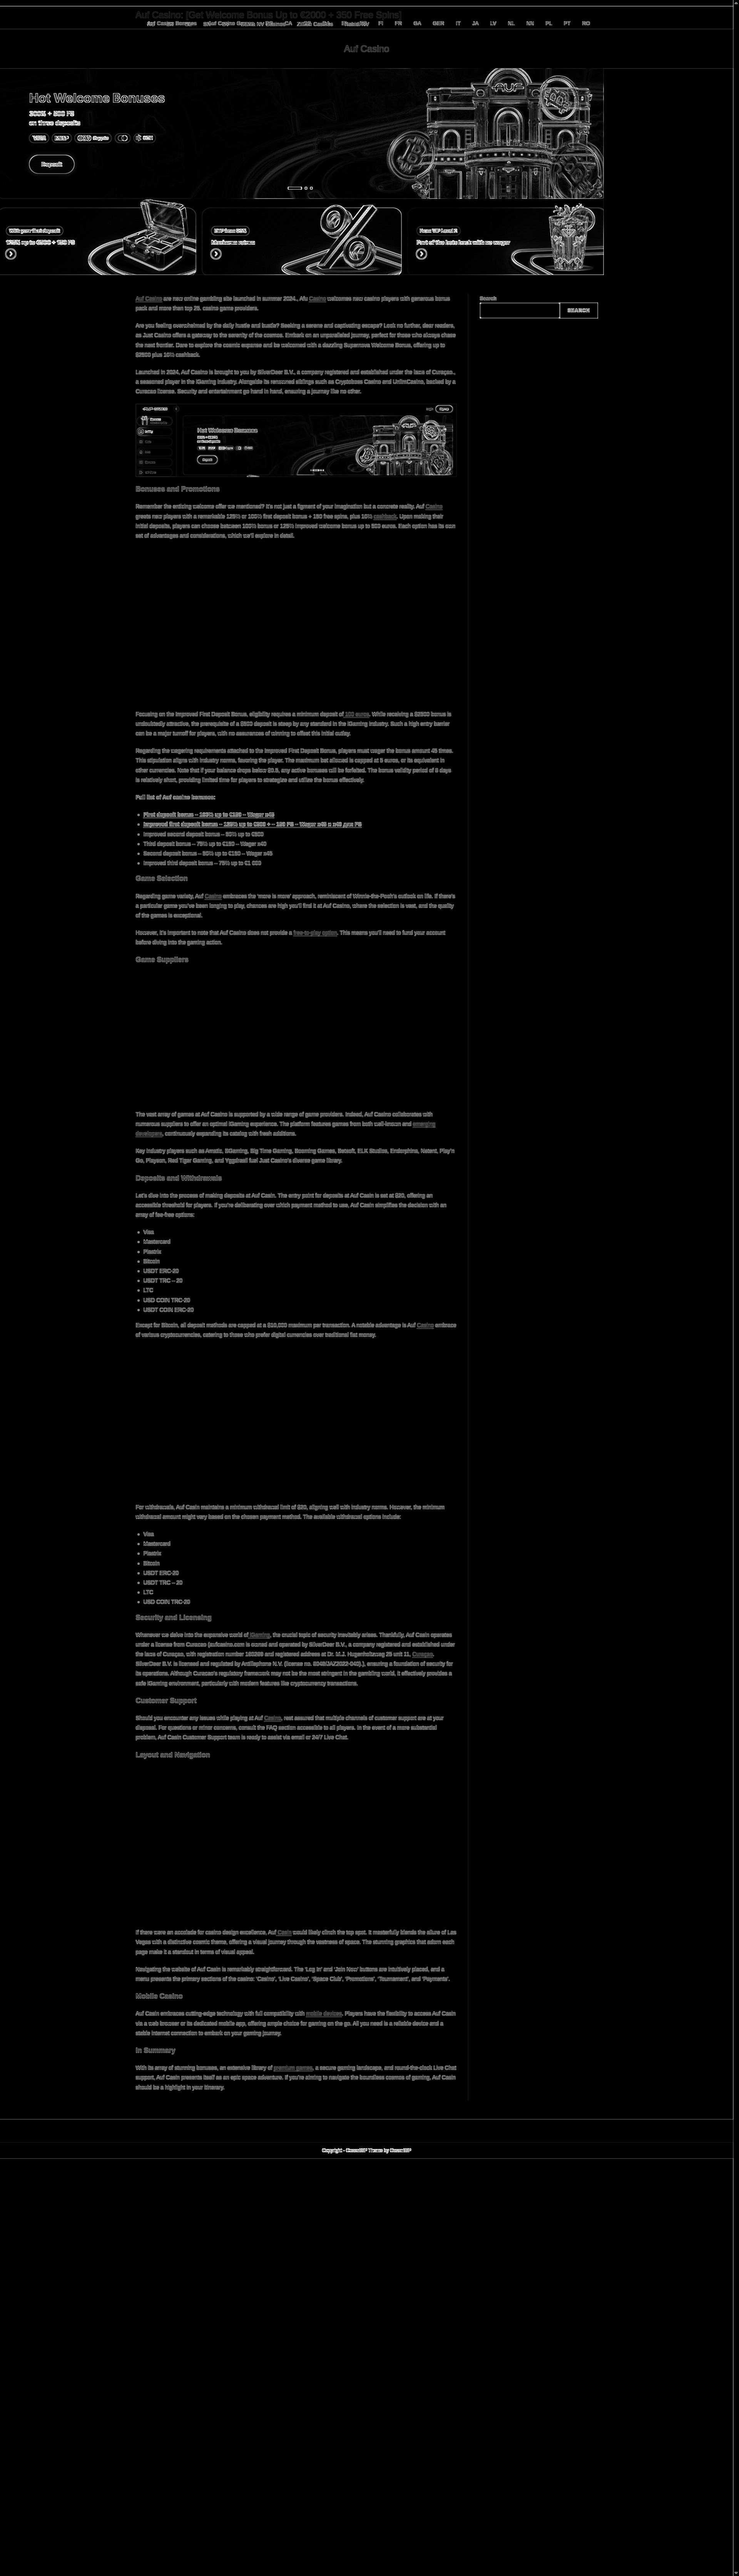 Auf Casino: [Get Welcome Bonus Up to €2000 + 350 Free Spins]
CA FI FR GA GER IT JA LV NL NN PL PT RO
Auf Casino
AUF
Hot Welcome Bonuses
on three deposits
Search
SEARCH
Auf Casino are new online gambling site launched in summer 2024., Afu Casino welcomes new casino players with generous bonus
pack and more then top 25. casino game providers.
Are you feeling overwhelmed by the daily hustle and bustle? Seeking a serene and captivating escape? Look no further, dear readers,
as Just Casino offers a gateway to the serenity of the cosmos. Embark on an unparalleled journey, perfect for those who always chase
the next frontier. Dare to explore the cosmic expanse and be welcomed with a dazzling Supernova Welcome Bonus, offering up to
plus 10% cashback.
Launched in 2024, Auf Casino is brought to you by SilverDeer B.V., a company registered and established under the laws of Curaçao.,
a seasoned player in the iGaming industry. Alongside its renowned siblings such as Cryptoboss Casino and UnlimCasino, backed by a
Curacao license. Security and entertainment go hand in hand, ensuring a journey like no other.
Hot Welcome Bonuses
Bonuses and Promotions
Remember the enticing welcome offer we mentioned? It's not just a figment of your imagination but a concrete reality. Auf Casino
greets new players with a remarkable 125% or 100% first deposit bonus + 150 free spins, plus 10% cashback. Upon making their
initial deposits, players can choose between 100% bonus or 125% improved welcome bonus up to 500 euros. Each option has its own
set of advantages and considerations, which we'll explore in detail.
Focusing on the Improved First Deposit Bonus, eligibility requires a minimum deposit of 100 euros. While receiving a bonus is
undoubtedly attractive, the prerequisite of a deposit is steep by any standard in the iGaming industry. Such a high entry barrier
can be a major turnoff for players, with no assurances of winning to offset this initial outlay.
Regarding the wagering requirements attached to the Improved First Deposit Bonus, players must wager the bonus amount 45 times.
This stipulation aligns with industry norms, favoring the player. The maximum bet allowed is capped at 5 euros, or its equivalent in
other currencies. Note that if your balance drops below any active bonuses will be forfeited. The bonus validity period of 5 days
is relatively short, providing limited time for players to strategize and utilize the bonus effectively.
Full list of Auf casino bonuses:
First deposit bonus – 100% up to €150 – Wager x45
Improved first deposit bonus – 125% up to €500 + – 150 FS – Wager x45 и x45 для FS
Improved second deposit bonus – 50% up to €500
Third deposit bonus – 75% up to €150 – Wager x40
Second deposit bonus – 50% up to €150 – Wager x45
Improved third deposit bonus – 75% up to €1 000
Game Selection
Regarding game variety, Auf Casino embraces the 'more is more' approach, reminiscent of Winnie-the-Pooh's outlook on life. If there's
a particular game you've been longing to play, chances are high you'll find it at Auf Casino, where the selection is vast, and the quality
of the games is exceptional.
However, it's important to note that Auf Casino does not provide a free-to-play option. This means you'll need to fund your account
before diving into the gaming action.
Game Suppliers
The vast array of games at Auf Casino is supported by a wide range of game providers. Indeed, Auf Casino collaborates with
numerous suppliers to offer an optimal iGaming experience. The platform features games from both well-known and emerging
developers, continuously expanding its catalog with fresh additions.
Key industry players such as Amatic, BGaming, Big Time Gaming, Booming Games, Betsoft, ELK Studios, Endorphina, Netent, Play'n
Go, Playson, Red Tiger Gaming, and Yggdrasil fuel Just Casino's diverse game library.
Deposits and Withdrawals
Let's dive into the process of making deposits at Auf Casin. The entry point for deposits at Auf Casin is set at $20, offering an
accessible threshold for players. If you're deliberating over which payment method to use, Auf Casin simplifies the decision with an
array of fee-free options:
Visa
Mastercard
Piastrix
Bitcoin
USDT ERC-20
USDT TRC – 20
LTC
USD COIN TRC-20
USDT COIN ERC-20
Except for Bitcoin, all deposit methods are capped at a $10,000 maximum per transaction. A notable advantage is Auf Casino embrace
of various cryptocurrencies, catering to those who prefer digital currencies over traditional fiat money.
For withdrawals, Auf Casin maintains a minimum withdrawal limit of $20, aligning well with industry norms. However, the minimum
withdrawal amount might vary based on the chosen payment method. The available withdrawal options include:
Visa
Mastercard
Piastrix
Bitcoin
USDT ERC-20
USDT TRC – 20
LTC
USD COIN TRC-20
Security and Licensing
Whenever we delve into the expansive world of iGaming, the crucial topic of security inevitably arises. Thankfully, Auf Casin operates
under a license from Curacao (aufcasino.com is owned and operated by SilverDeer B.V., a company registered and established under
the laws of Curaçao, with registration number and registered address at Dr. M.J. Hugenholtzweg 25 unit 11, Curaçao.
SilverDeer B.V. is licensed and regulated by Antillephone N.V. (license no. ), ensuring a foundation of security for
its operations. Although Curacao's regulatory framework may not be the most stringent in the gambling world, it effectively provides a
safe iGaming environment, particularly with modern features like cryptocurrency transactions.
Customer Support
Should you encounter any issues while playing at Auf Casino, rest assured that multiple channels of customer support are at your
disposal. For questions or minor concerns, consult the FAQ section accessible to all players. In the event of a more substantial
problem, Auf Casin Customer Support team is ready to assist via email or 24/7 Live Chat.
Layout and Navigation
If there were an accolade for casino design excellence, Auf Casin would likely clinch the top spot. It masterfully blends the allure of Las
Vegas with a distinctive cosmic theme, offering a visual journey through the vastness of space. The stunning graphics that adorn each
page make it a standout in terms of visual appeal.
Navigating the website of Auf Casin is remarkably straightforward. The 'Log in' and 'Join Now' buttons are intuitively placed, and a
menu presents the primary sections of the casino: 'Casino', 'Live Casino', 'Space Club', 'Promotions', 'Tournament', and 'Payments'.
Mobile Casino
Auf Casin embraces cutting-edge technology with full compatibility with mobile devices. Players have the flexibility to access Auf Casin
via a web browser or its dedicated mobile app, offering ample choice for gaming on the go. All you need is a reliable device and a
stable internet connection to embark on your gaming journey.
In Summary
With its array of stunning bonuses, an extensive library of premium games, a secure gaming landscape, and round-the-clock Live Chat
support, Auf Casin presents itself as an epic space adventure. If you're aiming to navigate the boundless cosmos of gaming, Auf Casin
should be a highlight in your itinerary.
Copyright - OceanWP Theme by OceanWP